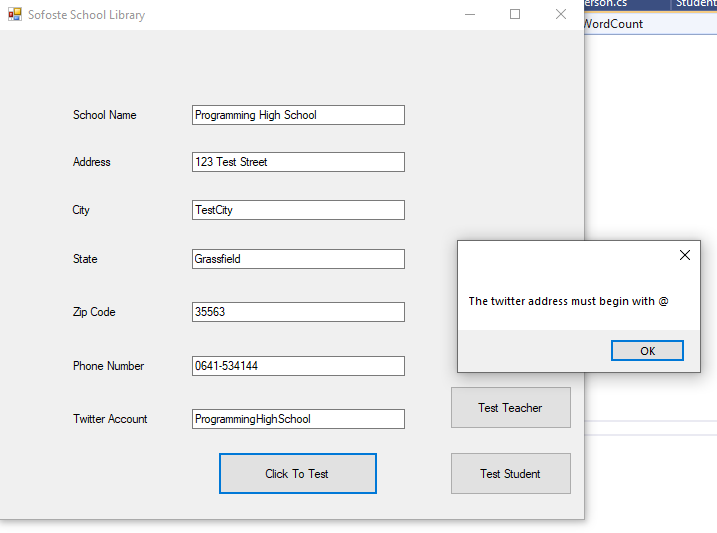 Sofoste School Library
erson.cs
Student
WordCount
School Name
Programming High School
Address
123 Test Street
City
TestCity
State
Grassfield
Zip Code
35563
Phone Number
0641-534144
Twitter Account
ProgrammingHighSchool
The twitter address must begin with @
OK
Test Teacher
Click To Test
Test Student